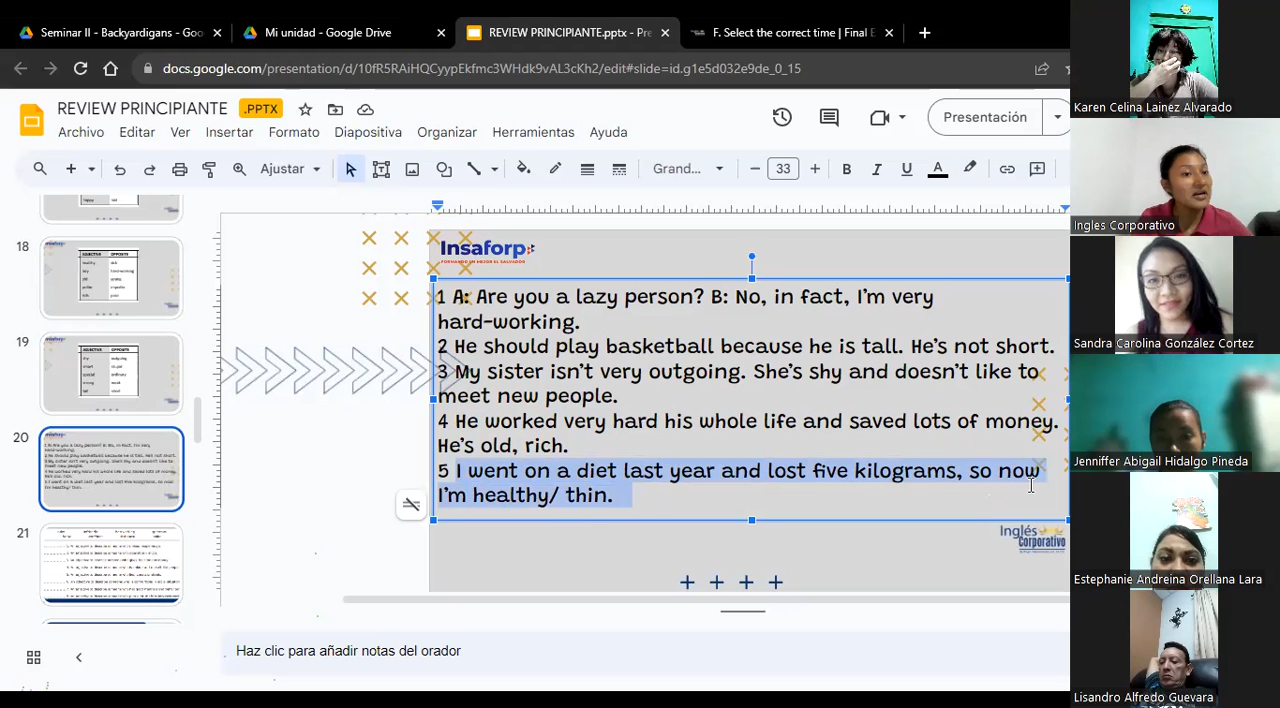 Seminar II - Backyardigans - Goo
Mi unidad - Google Drive
REVIEW PRINCIPIANTE.pptx - Pre
F. Select the correct time | Final E
docs.google.com/presentation/d/10fR5RAiHQCyypEkfmc3WHdk9vAL3cKh2/edit#slide=id.g1e5d032e9de_0_15
REVIEW PRINCIPIANTE .PPTX
Presentación
Archivo Editar Ver Insertar Formato Diapositiva Organizar Herramientas Ayuda
Ajustar Grand... 33 B I U A
18
19
20
21
Insaforp
1 A: Are you a lazy person? B: No, in fact, I'm very
hard-working.
2 He should play basketball because he is tall. He's not short.
3 My sister isn't very outgoing. She's shy and doesn't like to
meet new people.
4 He worked very hard his whole life and saved lots of money.
He's old, rich.
5 I went on a diet last year and lost five kilograms, so now
I'm healthy/ thin.
Inglés
Corporativo
Haz clic para añadir notas del orador
Karen Celina Lainez Alvarado
Ingles Corporativo
Sandra Carolina González Cortez
Jenniffer Abigail Hidalgo Pineda
Estephanie Andreina Orellana Lara
Lisandro Alfredo Guevara